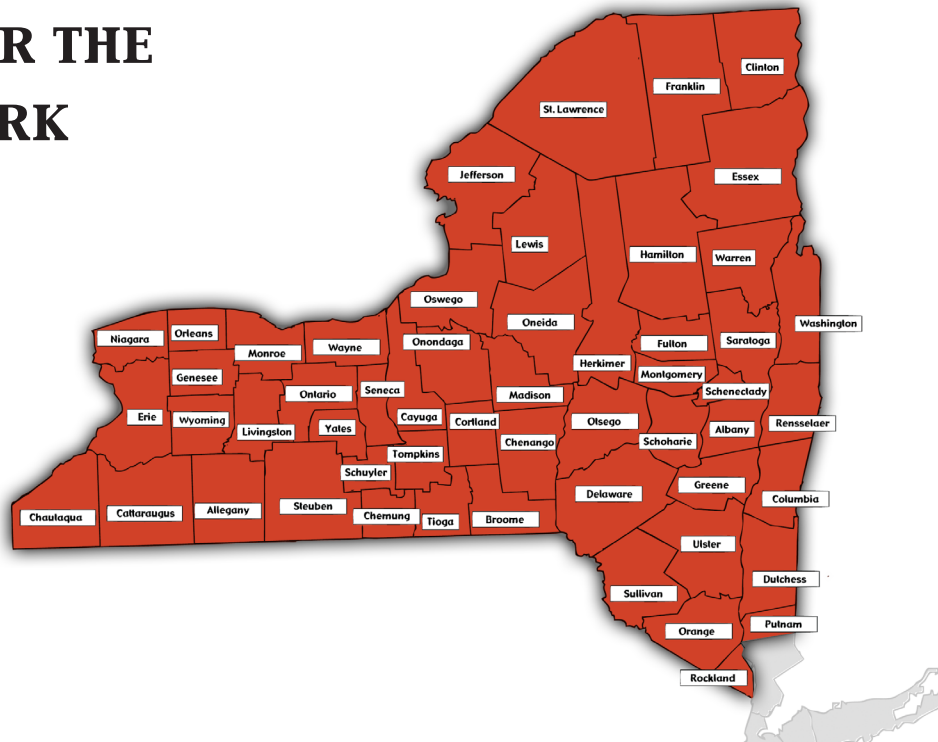 R THE
RK
Clinton
Franklin
St. Lawrence
Jefferson
Essex
Lewis
Hamilton
Warren
Oswego
Oneida
Washington
Niagara
Orleans
Monroe
Wayne
Onondaga
Fulton
Saratoga
Herkimer
Montgomery
Genesee
Ontario
Seneca
Madison
Schenectady
Erie
Wyoming
Livingston
Yates
Cayuga
Cortland
Chenango
Otsego
Schoharie
Albany
Rensselaer
Tompkins
Schuyler
Greene
Columbia
Delaware
Chautaqua
Cattaraugus
Allegany
Steuben
Chemung
Tioga
Broome
Ulster
Dutchess
Sullivan
Orange
Putnam
Rockland